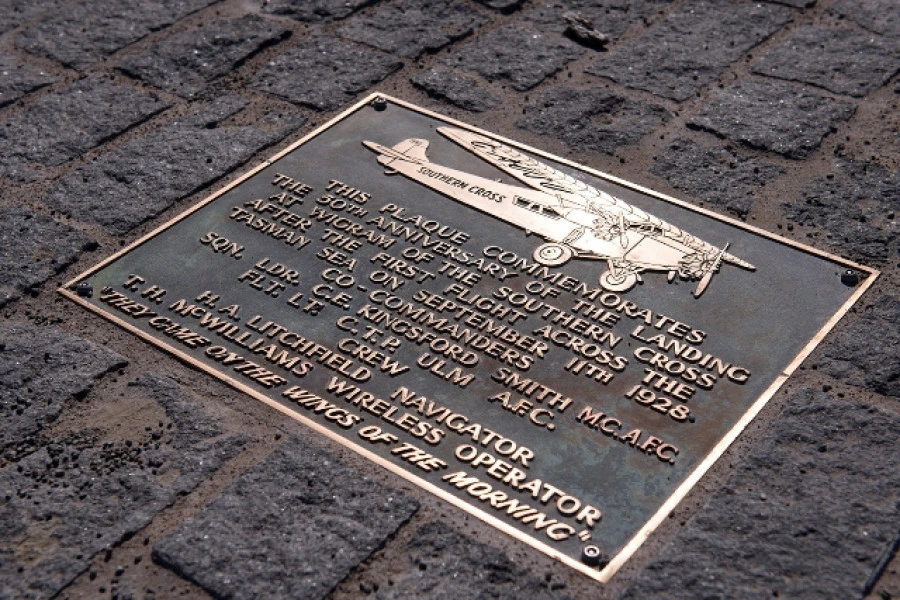 SOUTHERN CROSS
THIS PLAQUE COMMEMORATES
THE 30TH ANNIVERSARY OF THE LANDING
AT WIGRAM OF THE SOUTHERN CROSS
AFTER THE FIRST FLIGHT ACROSS THE
TASMAN SEA ON SEPTEMBER 11TH 1928.
CO-COMMANDERS
SQN. LDR. C.E. KINGSFORD SMITH M.C. A.F.C.
FLT. LT. C.T.P. ULM A.F.C.
CREW
H.A. LITCHFIELD NAVIGATOR
T.H. MCWILLIAMS WIRELESS OPERATOR
"THEY CAME ON THE WINGS OF THE MORNING"